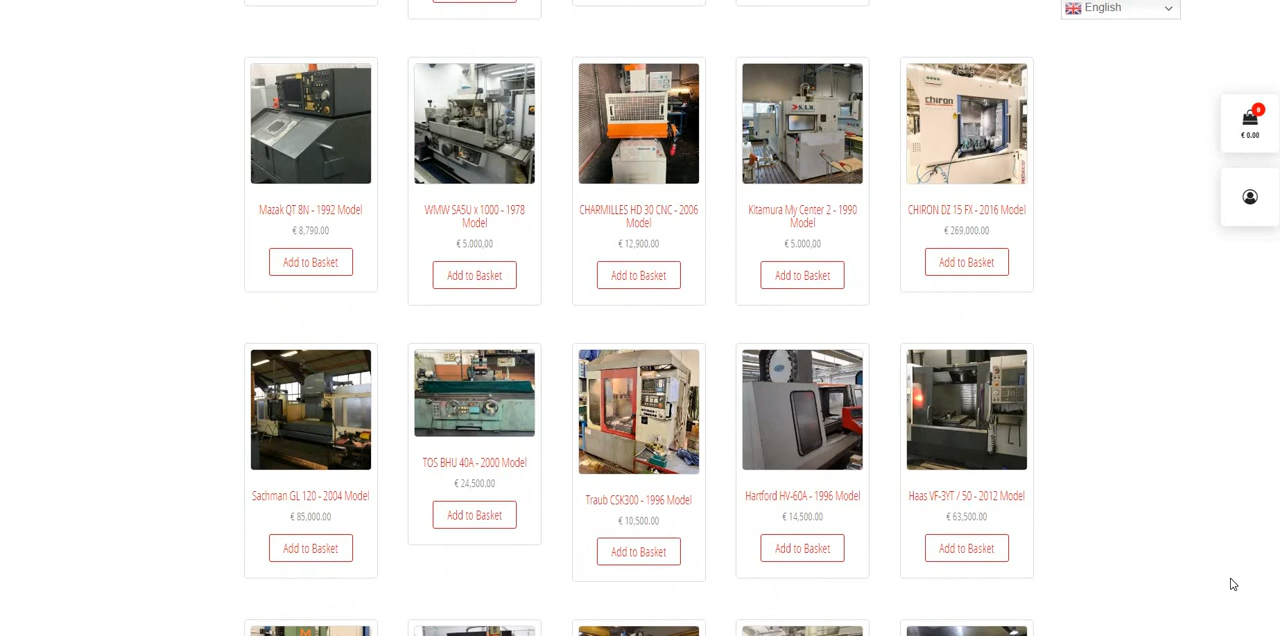 English
0
€ 0.00
chiron
Mazak QT 8N - 1992 Model
€ 8,790.00
Add to Basket
WMW SA5U x 1000 - 1978
Model
€ 5.000,00
Add to Basket
CHARMILLES HD 30 CNC - 2006
Model
€ 12,900.00
Add to Basket
Kitamura My Center 2 - 1990
Model
€ 5.000,00
Add to Basket
CHIRON DZ 15 FX - 2016 Model
€ 269,000.00
Add to Basket
Sachman GL 120 - 2004 Model
€ 85,000.00
Add to Basket
TOS BHU 40A - 2000 Model
€ 24,500.00
Add to Basket
Traub CSK300 - 1996 Model
€ 10,500.00
Add to Basket
Hartford HV-60A - 1996 Model
€ 14,500.00
Add to Basket
Haas VF-3YT / 50 - 2012 Model
€ 63,500.00
Add to Basket